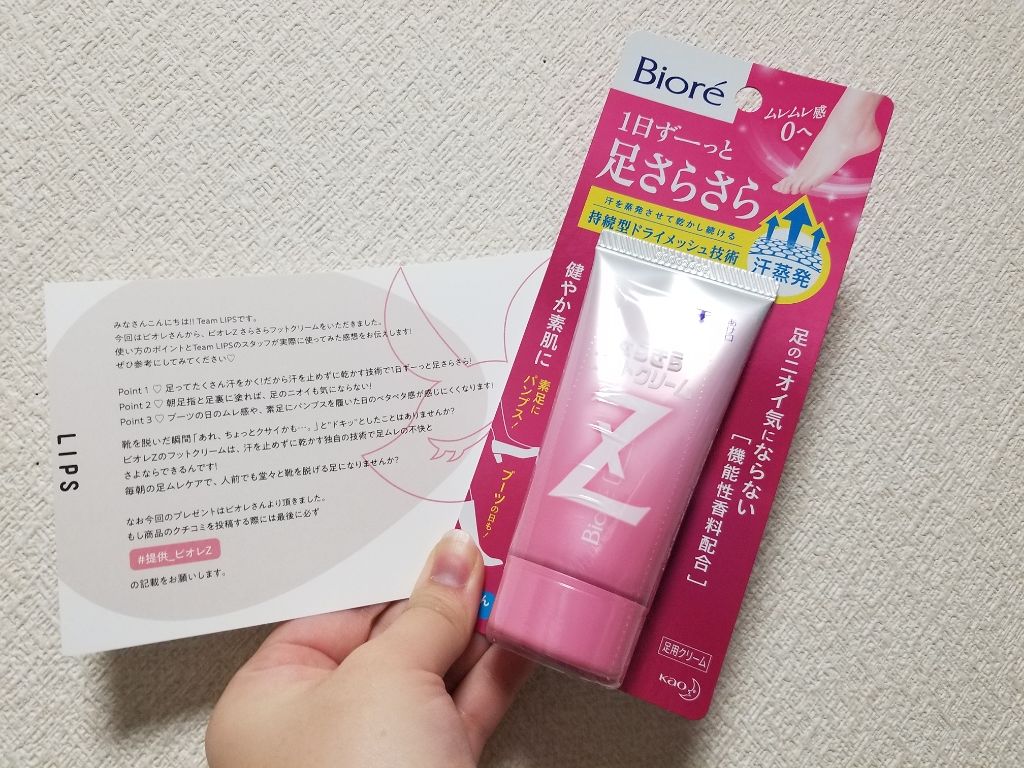 みなさんこんにちは!! Team LIPSです。
今回はビオレさんから、ビオレZ さらさらフットクリームをいただきました。
使い方のポイントとTeam LIPSのスタッフが実際に使ってみた感想をお伝えします!
ぜひ参考にしてみてください♡
Point 1 ♡ 足ってたくさん汗をかく!だから汗を止めずに乾かす技術で1日ずーっと足さらさら!
Point 2 ♡ 朝足指と足裏に塗れば、足のニオイも気にならない!
Point 3 ♡ ブーツの日のムレ感や、素足にパンプスを履いた日のベタベタ感が感じにくくなります!
靴を脱いだ瞬間「あれ、ちょっとクサイかも…。」と"ドキッ"としたことはありませんか?
ビオレZのフットクリームは、汗を止めずに乾かす独自の技術で足ムレの不快と
さよならできるんです!
毎朝の足ムレケアで、人前でも堂々と靴を脱げる足になりませんか?
なお今回のプレゼントはビオレさんより頂きました。
もし商品のクチコミを投稿する際には最後に必ず
#提供_ビオレZ
の記載をお願いします。
LIPS
Bioré
ムレムレ感
0へ
1日ずーっと
足さらさら
汗を蒸発させて乾かし続ける
持続型ドライメッシュ技術
汗蒸発
健やか素肌に
素足に
パンプス!
ブーツの日も!
足のニオイ気にならない
[機能性香料配合]
あけ口
さらさら
フットクリーム
Z
足用クリーム
Kao